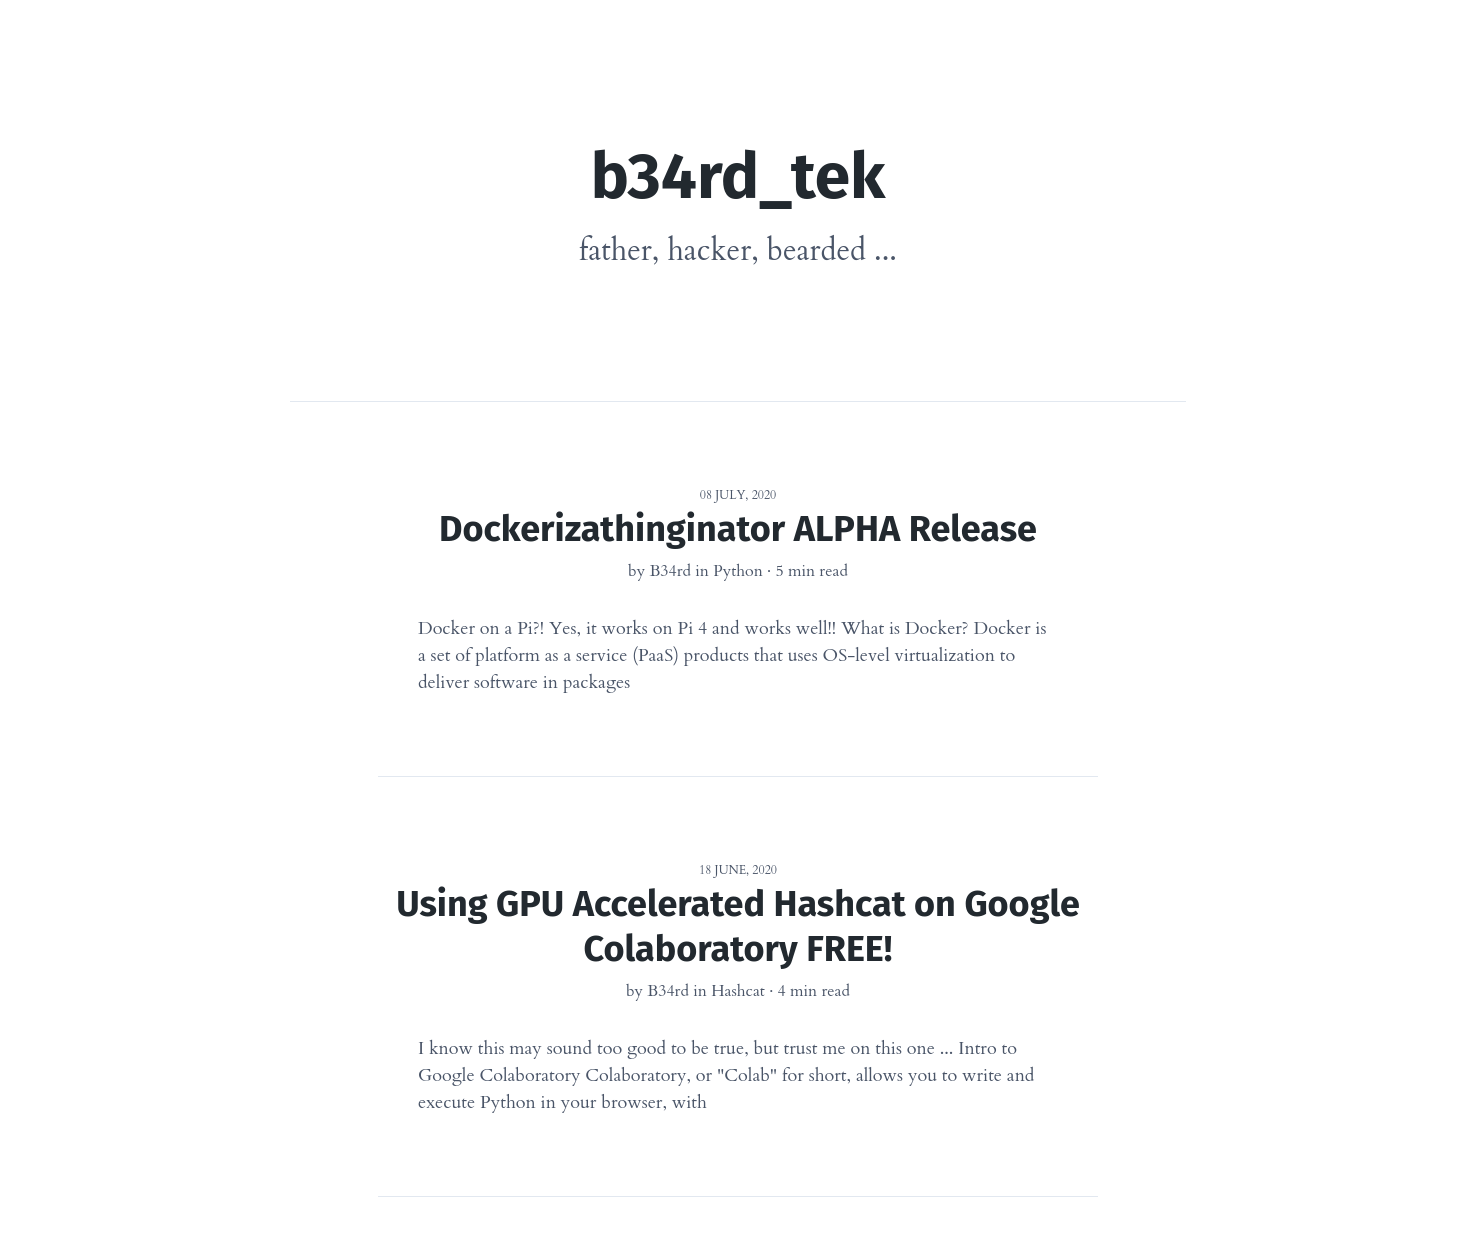 b34rd_tek
father, hacker, bearded ...
08 JULY, 2020
Dockerizathinginator ALPHA Release
by B34rd in Python · 5 min read
Docker on a Pi?! Yes, it works on Pi 4 and works well!! What is Docker? Docker is
a set of platform as a service (PaaS) products that uses OS-level virtualization to
deliver software in packages
18 JUNE, 2020
Using GPU Accelerated Hashcat on Google
Colaboratory FREE!
by B34rd in Hashcat · 4 min read
I know this may sound too good to be true, but trust me on this one ... Intro to
Google Colaboratory Colaboratory, or "Colab" for short, allows you to write and
execute Python in your browser, with